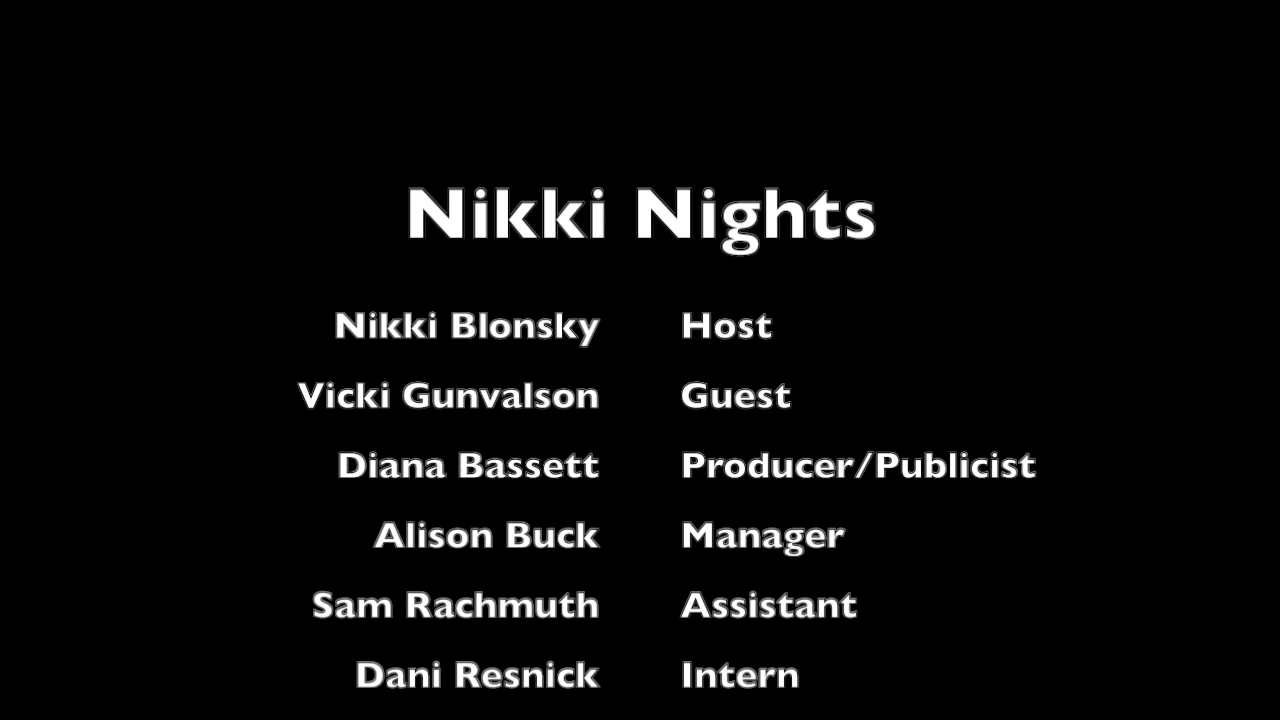 Nikki Nights
Nikki Blonsky Host
Vicki Gunvalson Guest
Diana Bassett Producer/Publicist
Alison Buck Manager
Sam Rachmuth Assistant
Dani Resnick Intern